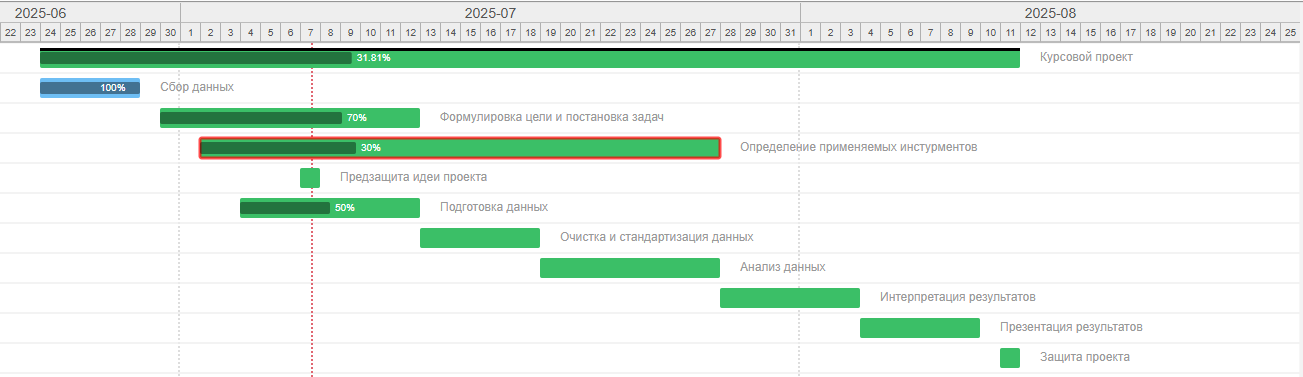 2025-06 2025-07 2025-08
22 23 24 25 26 27 28 29 30 1 2 3 4 5 6 7 8 9 10 11 12 13 14 15 16 17 18 19 20 21 22 23 24 25 26 27 28 29 30 31 1 2 3 4 5 6 7 8 9 10 11 12 13 14 15 16 17 18 19 20 21 22 23 24 25
31.81% Курсовой проект
100% Сбор данных
70% Формулировка цели и постановка задач
30% Определение применяемых инстурментов
Предзащита идеи проекта
50% Подготовка данных
Очистка и стандартизация данных
Анализ данных
Интерпретация результатов
Презентация результатов
Защита проекта